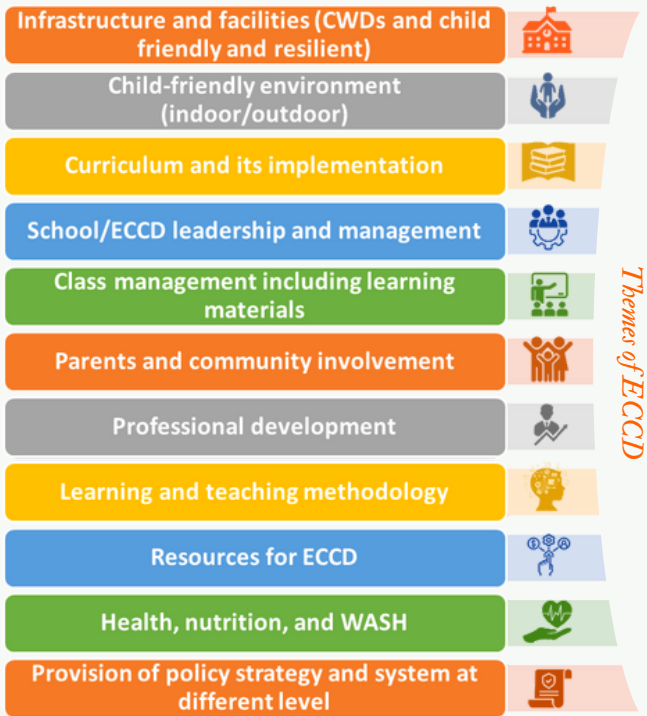 Infrastructure and facilities (CWDs and child
friendly and resilient)
Child-friendly environment
(indoor/outdoor)
Curriculum and its implementation
School/ECCD leadership and management
Class management including learning
materials
Parents and community involvement
Professional development
Learning and teaching methodology
Resources for ECCD
Health, nutrition, and WASH
Provision of policy strategy and system at
different level
Themes of ECCD